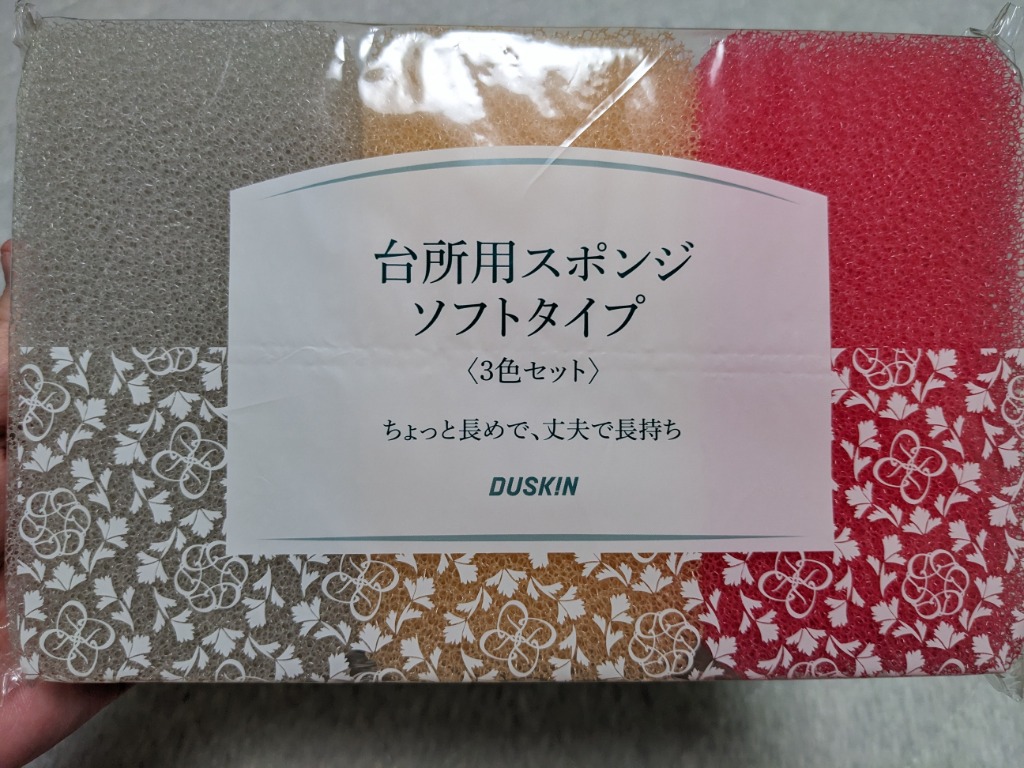 台所用スポンジ
ソフトタイプ
〈3色セット〉
ちょっと長めで、丈夫で長持ち
DUSKIN